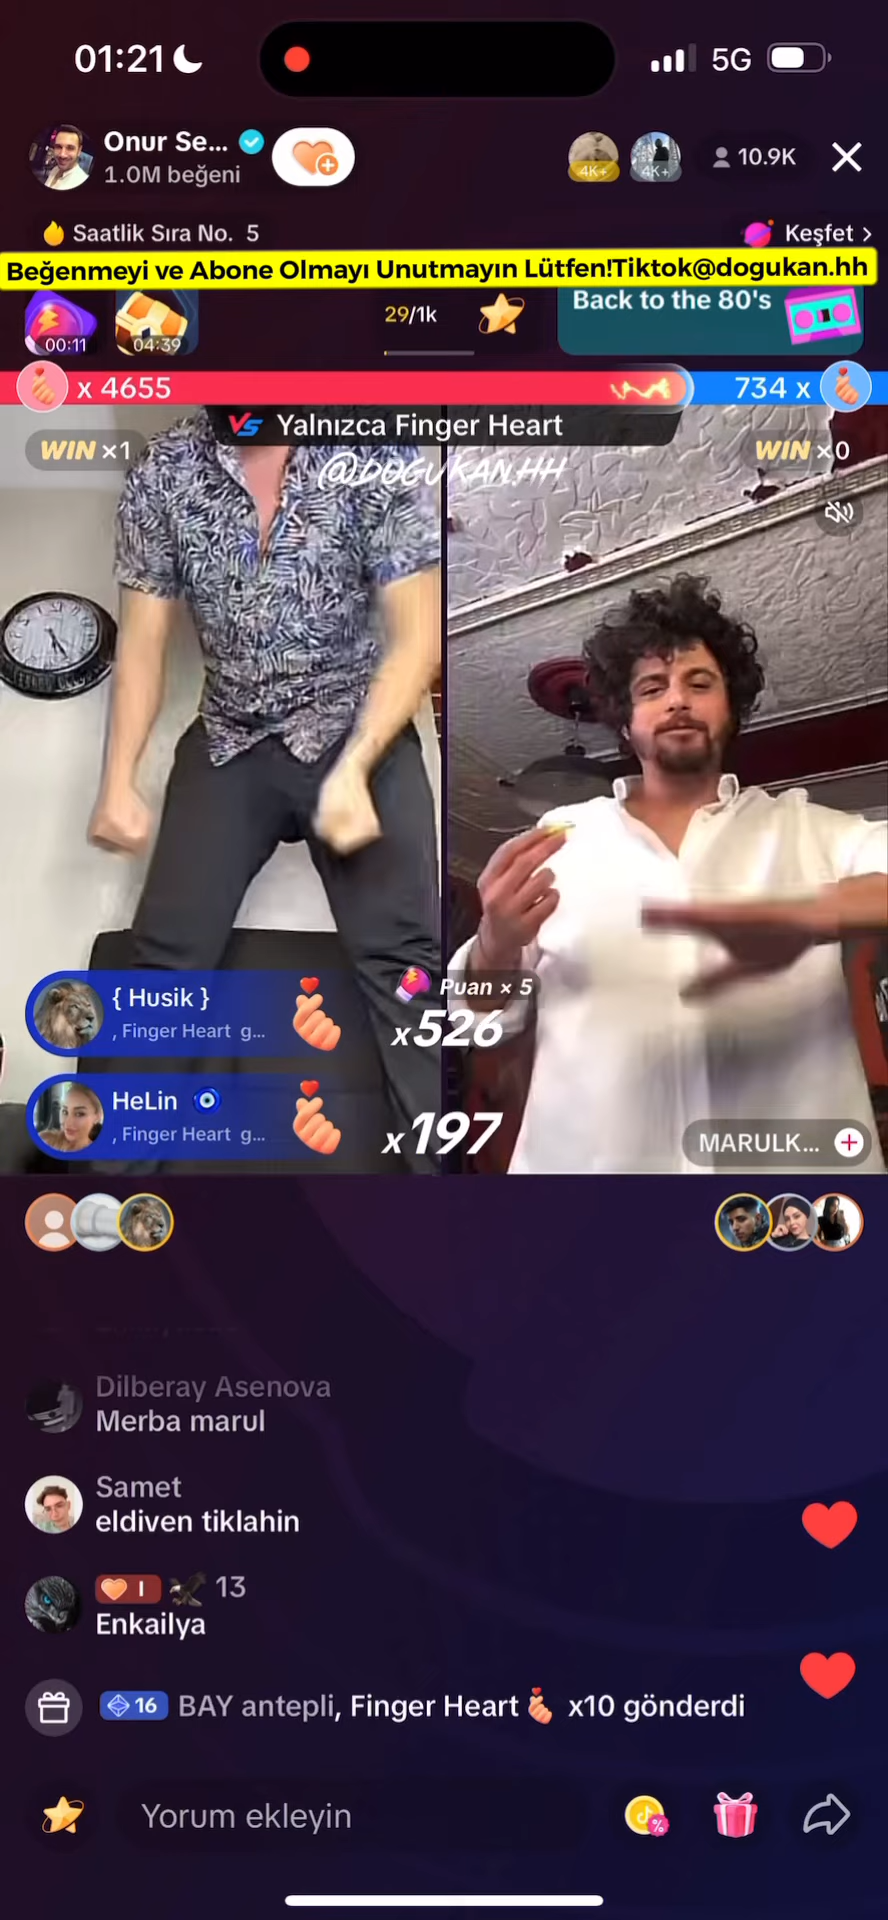 01:21
5G
Onur Se...
1.0M beğeni
4K+
4K+
10.9K
Saatlik Sıra No. 5
Keşfet >
Beğenmeyi ve Abone Olmayı Unutmayın Lütfen!Tiktok@dogukan.hh
00:11
04:39
29/1k
Back to the 80's
x 4655
734 x
VS Yalnızca Finger Heart
WIN x1
WIN x0
@DOGUKAN.HH
{ Husik }
, Finger Heart g...
Puan × 5
x526
HeLin
, Finger Heart g...
x197
MARULK...
Dilberay Asenova
Merba marul
Samet
eldiven tiklahin
I 13
Enkailya
16 BAY antepli, Finger Heart x10 gönderdi
Yorum ekleyin